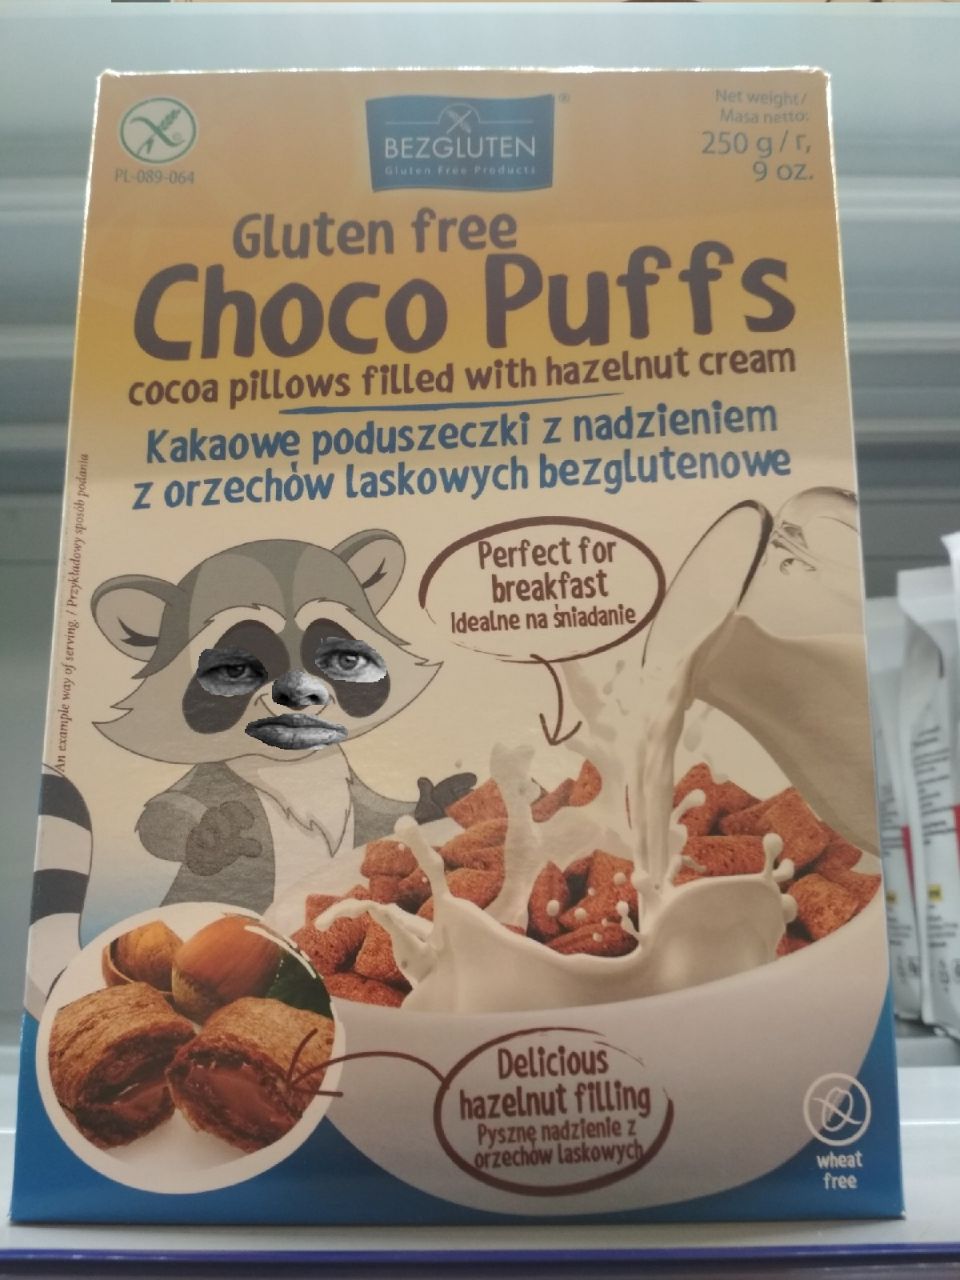 PL-089-064
BEZGLUTEN
®
Gluten Free Products
Net weight/
Masa netto:
250 g / г,
9 oz.
Gluten free
Choco Puffs
cocoa pillows filled with hazelnut cream
Kakaowe poduszeczki z nadzieniem
z orzechów laskowych bezglutenowe
An example way of serving. / Przykładowy sposób podania
Perfect for
breakfast
Idealne na śniadanie
Delicious
hazelnut filling
Pyszne nadzienie z
orzechów laskowych
wheat
free